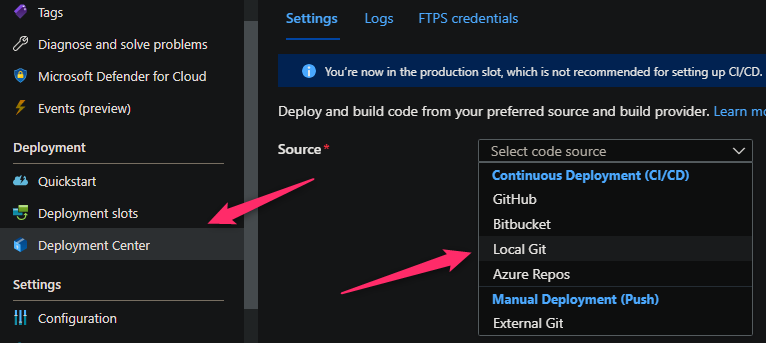 Tags
Diagnose and solve problems
Microsoft Defender for Cloud
Events (preview)
Deployment
Quickstart
Deployment slots
Deployment Center
Settings
Configuration
Settings Logs FTPS credentials
You're now in the production slot, which is not recommended for setting up CI/CD.
Deploy and build code from your preferred source and build provider. Learn mo
Source *
Select code source
Continuous Deployment (CI/CD)
GitHub
Bitbucket
Local Git
Azure Repos
Manual Deployment (Push)
External Git